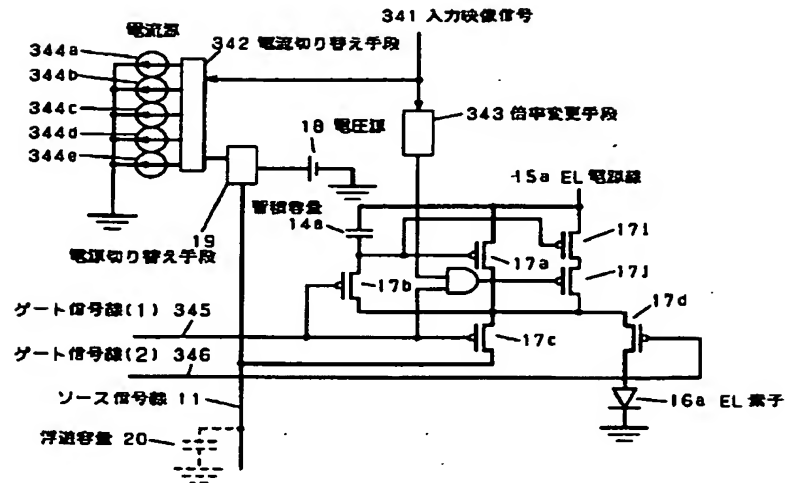 341 入力映像信号
電流源
344a
342 電流切り替え手段
344b
344c
344d
344e
18 電圧源
343 倍率変更手段
15a EL 電源線
19
電源切り替え手段
蓄積容量
14a
17i
17a
17j
17b
17d
ゲート信号線(1) 345
17c
ゲート信号線(2) 346
ソース信号線 11
16a EL 素子
浮遊容量 20